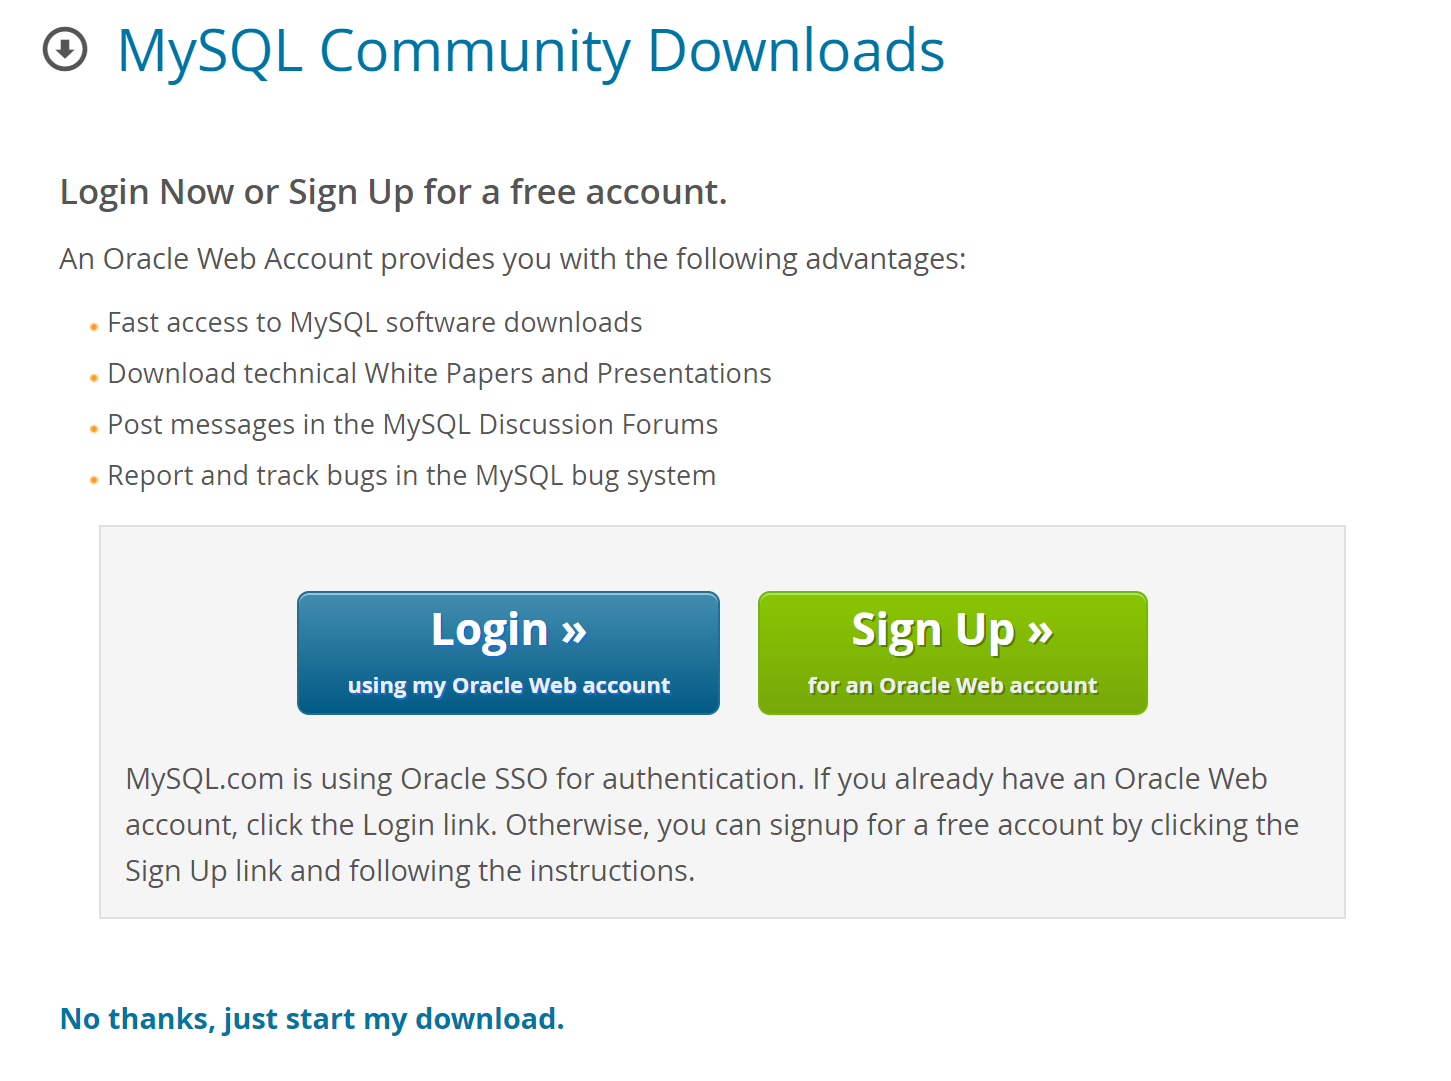 MySQL Community Downloads
Login Now or Sign Up for a free account.
An Oracle Web Account provides you with the following advantages:
Fast access to MySQL software downloads
Download technical White Papers and Presentations
Post messages in the MySQL Discussion Forums
Report and track bugs in the MySQL bug system
Login »
using my Oracle Web account
Sign Up »
for an Oracle Web account
MySQL.com is using Oracle SSO for authentication. If you already have an Oracle Web
account, click the Login link. Otherwise, you can signup for a free account by clicking the
Sign Up link and following the instructions.
No thanks, just start my download.